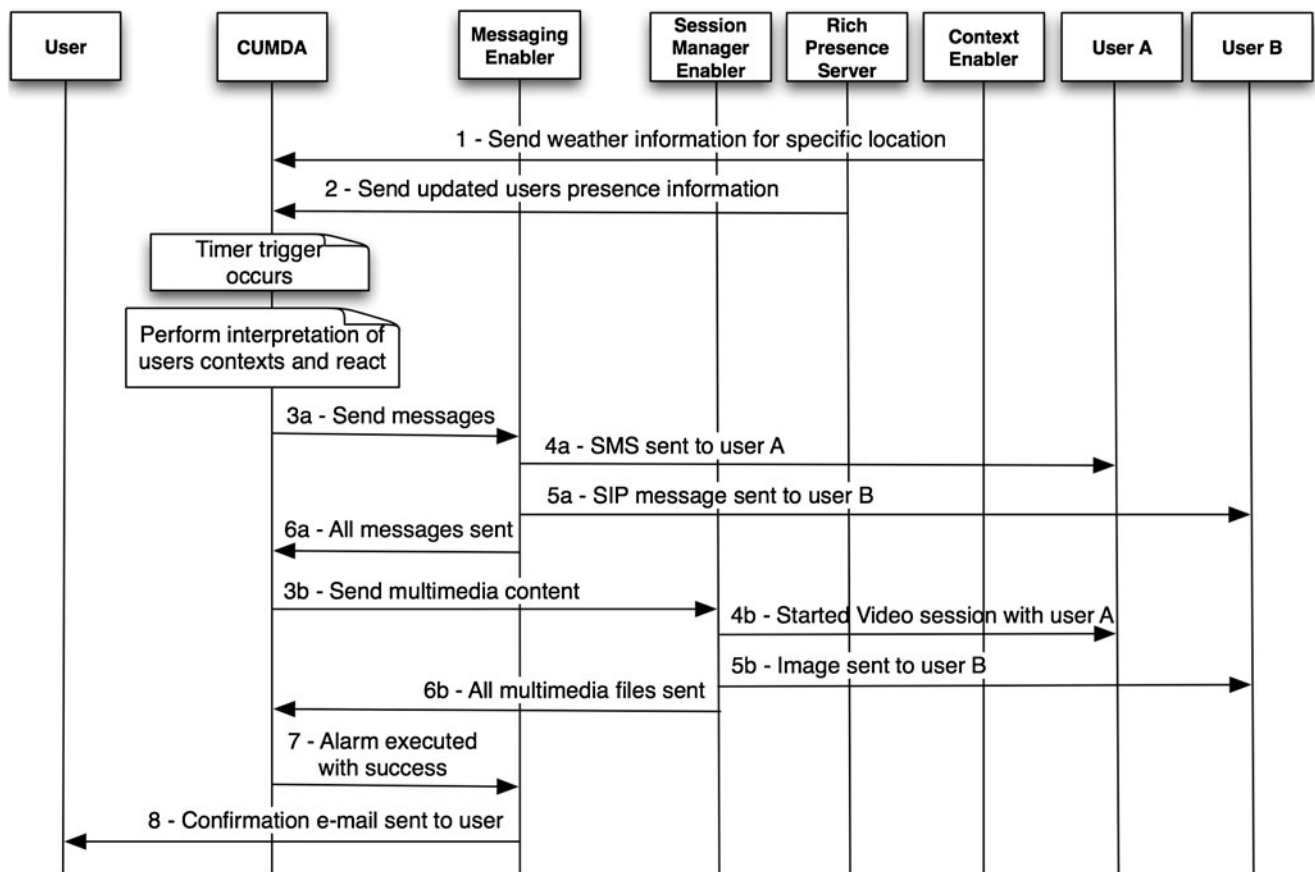 User
CUMDA
Messaging
Enabler
Session
Manager
Enabler
Rich
Presence
Server
Context
Enabler
User A
User B
1 - Send weather information for specific location
2 - Send updated users presence information
Timer trigger
occurs
Perform interpretation of
users contexts and react
3a - Send messages
4a - SMS sent to user A
5a - SIP message sent to user B
6a - All messages sent
3b - Send multimedia content
4b - Started Video session with user A
5b - Image sent to user B
6b - All multimedia files sent
7 - Alarm executed
with success
8 - Confirmation e-mail sent to user